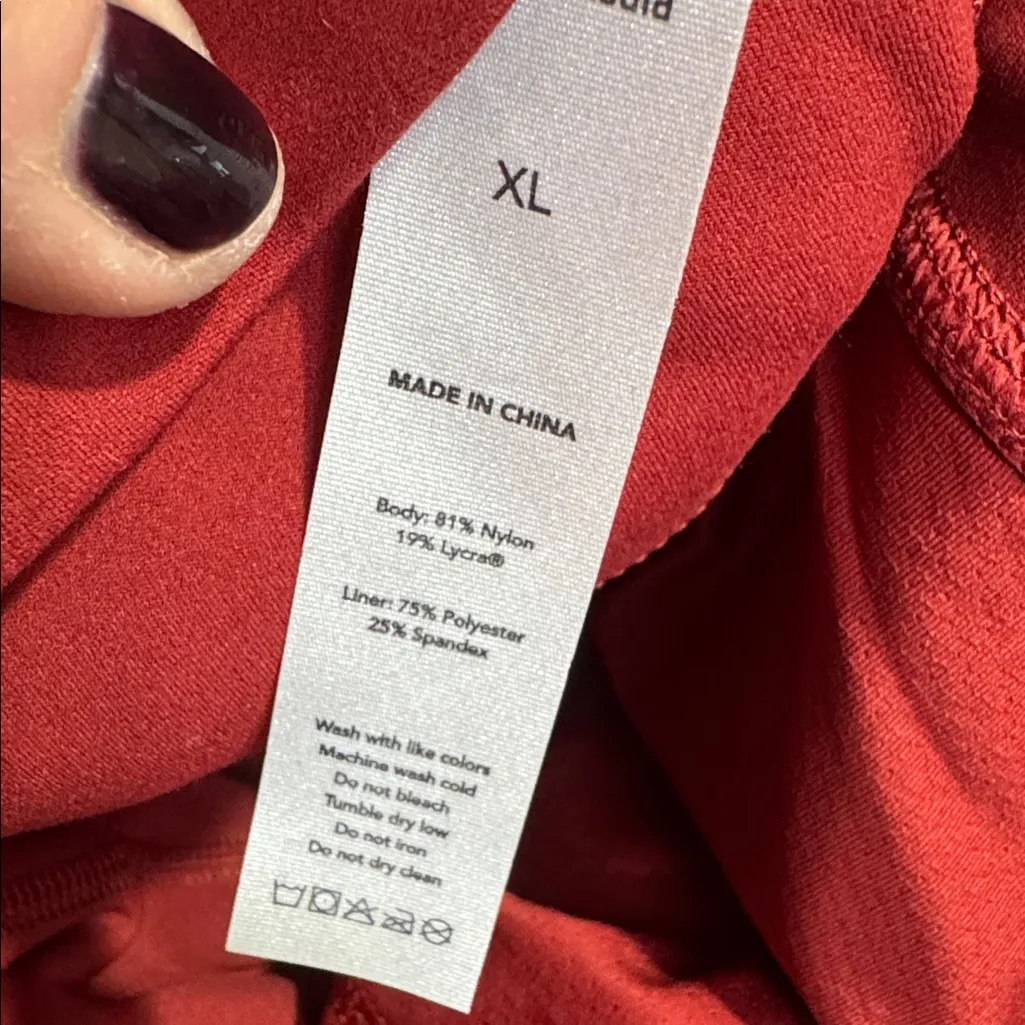 XL
MADE IN CHINA
Body: 81% Nylon
19% Lycra®
Liner: 75% Polyester
25% Spandex
Wash with like colors
Machine wash cold
Do not bleach
Tumble dry low
Do not iron
Do not dry clean